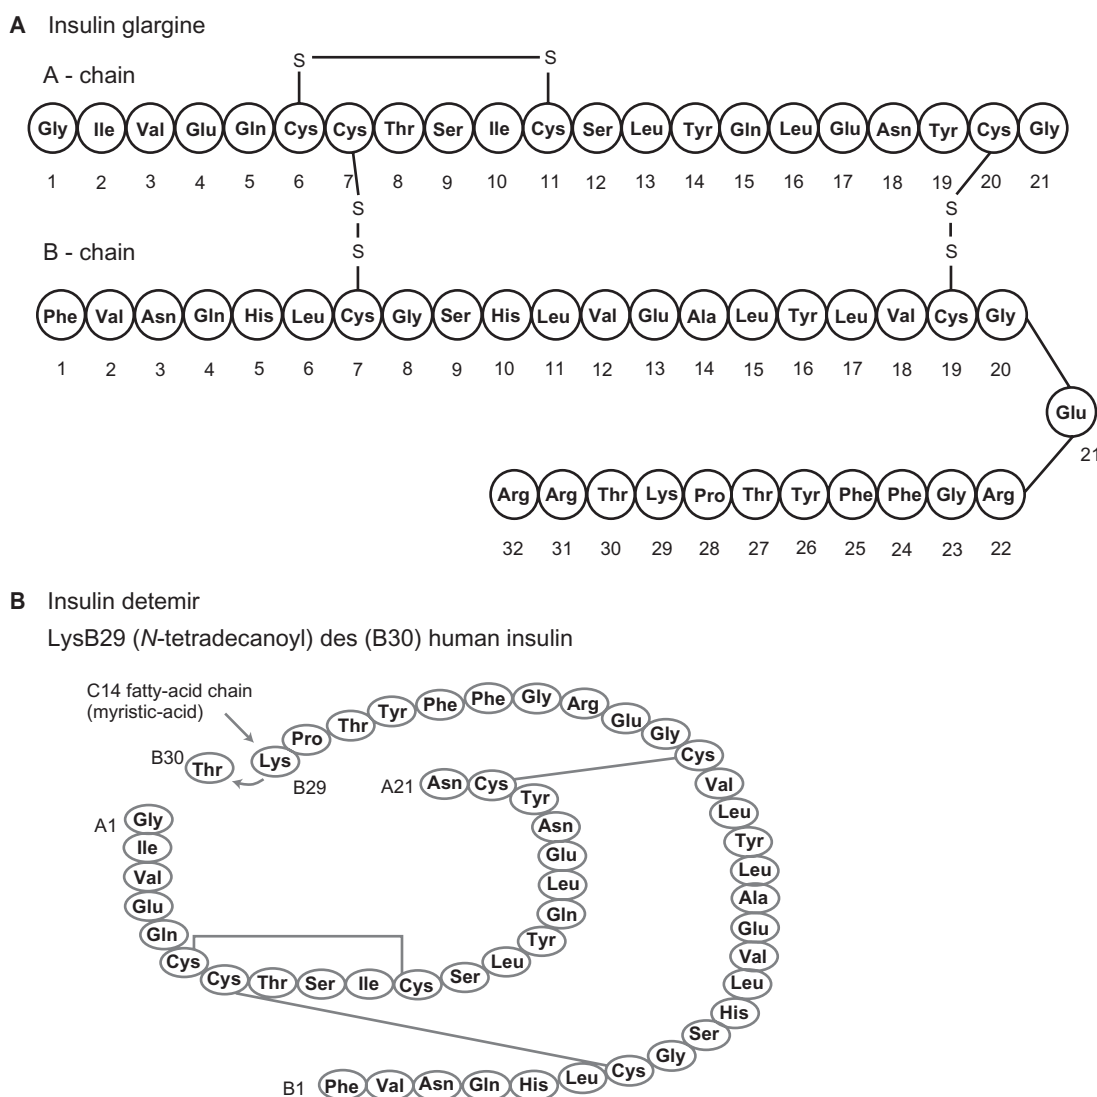 A Insulin glargine
S S
A - chain
Gly Ile Val Glu Gln Cys Cys Thr Ser Ile Cys Ser Leu Tyr Gln Leu Glu Asn Tyr Cys Gly
1 2 3 4 5 6 7 8 9 10 11 12 13 14 15 16 17 18 19 20 21
S S
S S
B - chain
Phe Val Asn Gln His Leu Cys Gly Ser His Leu Val Glu Ala Leu Tyr Leu Val Cys Gly
1 2 3 4 5 6 7 8 9 10 11 12 13 14 15 16 17 18 19 20
Glu
21
Arg Arg Thr Lys Pro Thr Tyr Phe Phe Gly Arg
32 31 30 29 28 27 26 25 24 23 22
B Insulin detemir
LysB29 (N-tetradecanoyl) des (B30) human insulin
C14 fatty-acid chain
(myristic-acid)
B30 Thr
Lys Pro Thr Tyr Phe Phe Gly Arg Glu Gly Cys
B29
Val
Leu
Tyr
Leu
Ala
Glu
Val
Leu
His
Ser
Gly
A21 Asn Cys Tyr
Asn
Glu
Leu
Gln
Tyr
A1 Gly
Ile
Val
Glu
Gln
Cys
Cys Thr Ser Ile Cys Ser Leu
B1 Phe Val Asn Gln His Leu Cys